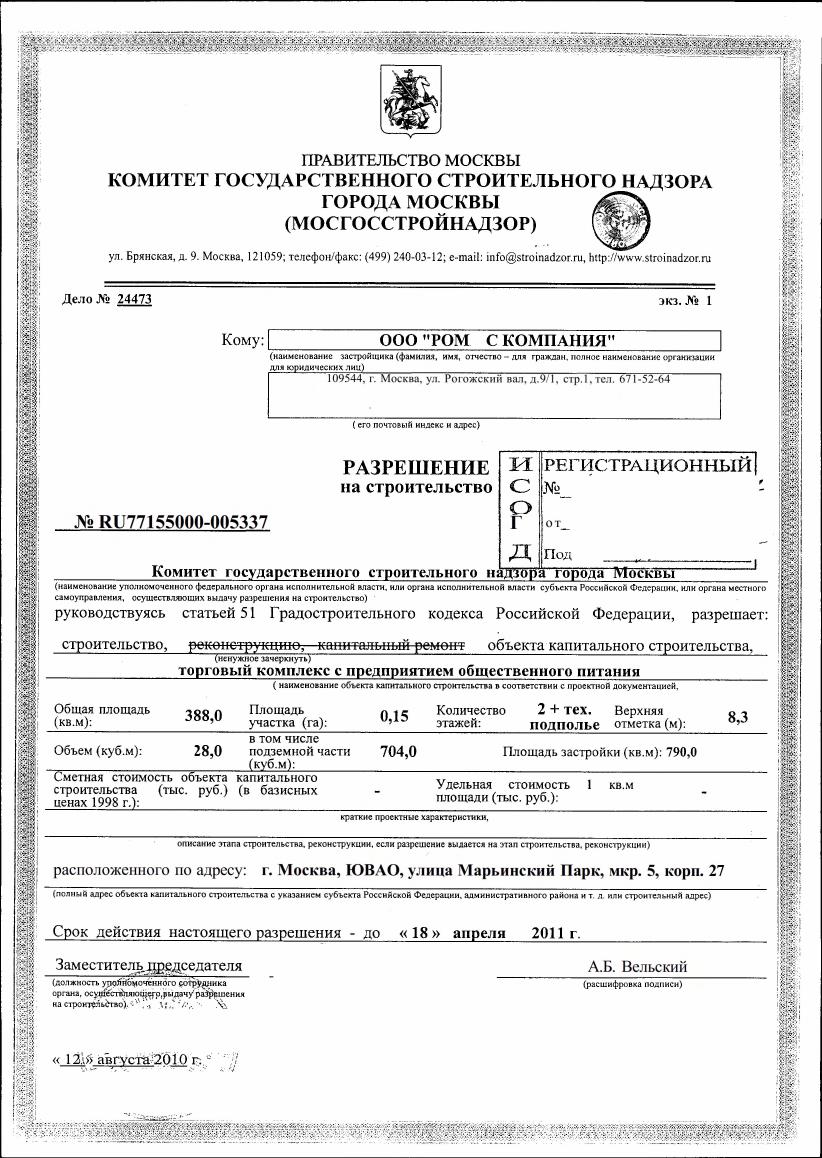 ПРАВИТЕЛЬСТВО МОСКВЫ
КОМИТЕТ ГОСУДАРСТВЕННОГО СТРОИТЕЛЬНОГО НАДЗОРА
ГОРОДА МОСКВЫ
(МОСГОССТРОЙНАДЗОР)
ул. Брянская, д. 9. Москва, 121059; телефон/факс: (499) 240-03-12; e-mail: info@stroinadzor.ru, http://www.stroinadzor.ru
Дело № 24473 экз. № 1
Кому: ООО "РОМ С КОМПАНИЯ"
(наименование застройщика (фамилия, имя, отчество – для граждан, полное наименование организации
для юридических лиц)
109544, г. Москва, ул. Рогожский вал, д.9/1, стр.1, тел. 671-52-64
( его почтовый индекс и адрес)
РАЗРЕШЕНИЕ
на строительство
ИСОГД
РЕГИСТРАЦИОННЫЙ
№
от
Под
№ RU77155000-005337
Комитет государственного строительного надзора города Москвы
(наименование уполномоченного федерального органа исполнительной власти, или органа исполнительной власти субъекта Российской Федерации, или органа местного
самоуправления, осуществляющих выдачу разрешения на строительство)
руководствуясь статьей 51 Градостроительного кодекса Российской Федерации, разрешает:
строительство, реконструкцию, капитальный ремонт объекта капитального строительства,
(ненужное зачеркнуть)
торговый комплекс с предприятием общественного питания
( наименование объекта капитального строительства в соответствии с проектной документацией,
Общая площадь (кв.м): 388,0 Площадь участка (га): 0,15 Количество этажей: 2 + тех. подполье Верхняя отметка (м): 8,3
Объем (куб.м): 28,0 в том числе подземной части (куб.м): 704,0 Площадь застройки (кв.м): 790,0
Сметная стоимость объекта капитального строительства (тыс. руб.) (в базисных ценах 1998 г.): - Удельная стоимость 1 кв.м площади (тыс. руб.): -
краткие проектные характеристики,
описание этапа строительства, реконструкции, если разрешение выдается на этап строительства, реконструкции)
расположенного по адресу: г. Москва, ЮВАО, улица Марьинский Парк, мкр. 5, корп. 27
(полный адрес объекта капитального строительства с указанием субъекта Российской Федерации, административного района и т. д. или строительный адрес)
Срок действия настоящего разрешения - до « 18 » апреля 2011 г.
Заместитель председателя А.Б. Вельский
(должность уполномоченного сотрудника (расшифровка подписи)
органа, осуществляющего выдачу разрешения
на строительство)
« 12 » августа 2010 г.